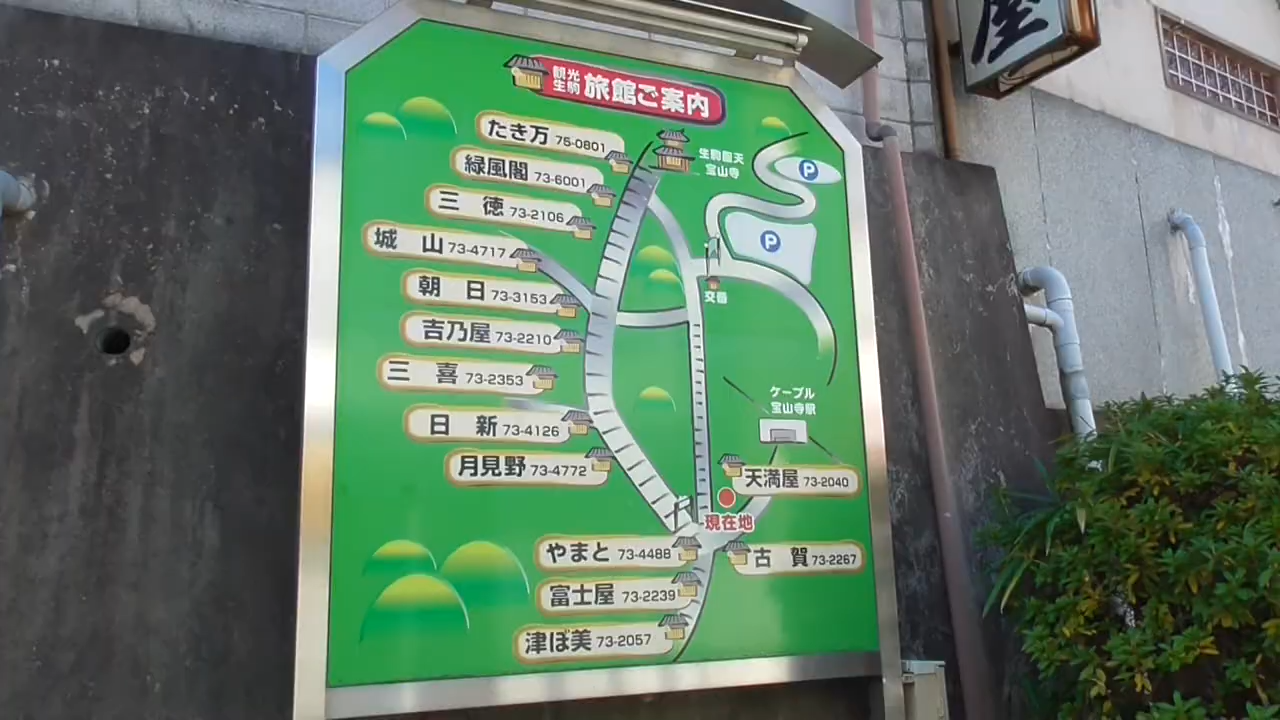 観光
生駒
旅館ご案内
たき万 75-0801
緑風閣 73-6001
三 徳 73-2106
城 山 73-4717
朝 日 73-3153
吉乃屋 73-2210
三 喜 73-2353
日 新 73-4126
月見野 73-4772
生駒聖天
宝山寺
P
P
交番
ケーブル
宝山寺駅
天満屋 73-2040
現在地
やまと 73-4488
古 賀 73-2267
富士屋 73-2239
津ぼ美 73-2057
屋